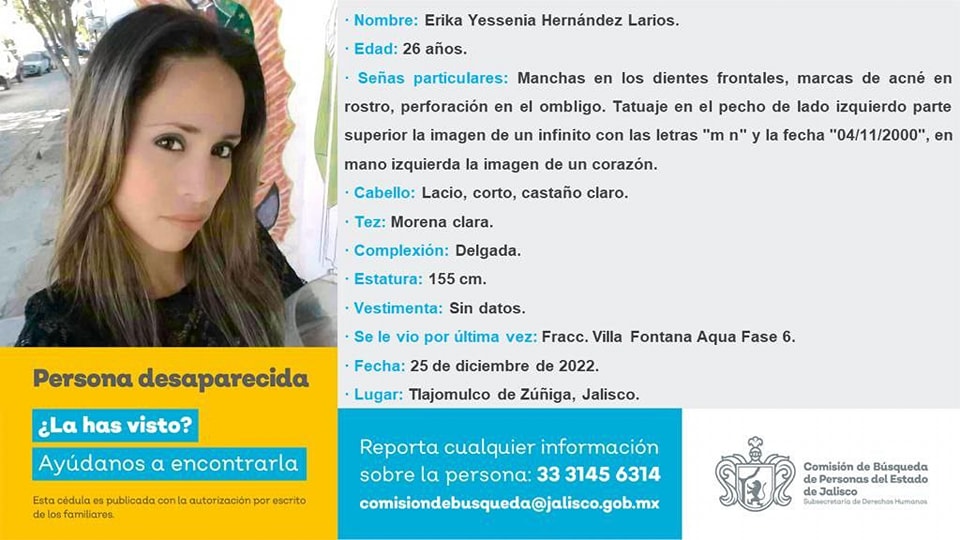 · Nombre: Erika Yessenia Hernández Larios.
· Edad: 26 años.
· Señas particulares: Manchas en los dientes frontales, marcas de acné en
rostro, perforación en el ombligo. Tatuaje en el pecho de lado izquierdo parte
superior la imagen de un infinito con las letras "m n" y la fecha "04/11/2000", en
mano izquierda la imagen de un corazón.
· Cabello: Lacio, corto, castaño claro.
· Tez: Morena clara.
· Complexión: Delgada.
· Estatura: 155 cm.
· Vestimenta: Sin datos.
· Se le vio por última vez: Fracc. Villa Fontana Aqua Fase 6.
· Fecha: 25 de diciembre de 2022.
· Lugar: Tlajomulco de Zúñiga, Jalisco.
Persona desaparecida
¿La has visto?
Ayúdanos a encontrarla
Esta cédula es publicada con la autorización por escrito
de los familiares.
Reporta cualquier información
sobre la persona: 33 3145 6314
comisiondebusqueda@jalisco.gob.mx
Comisión de Búsqueda
de Personas del Estado
de Jalisco
Subsecretaría de Derechos Humanos